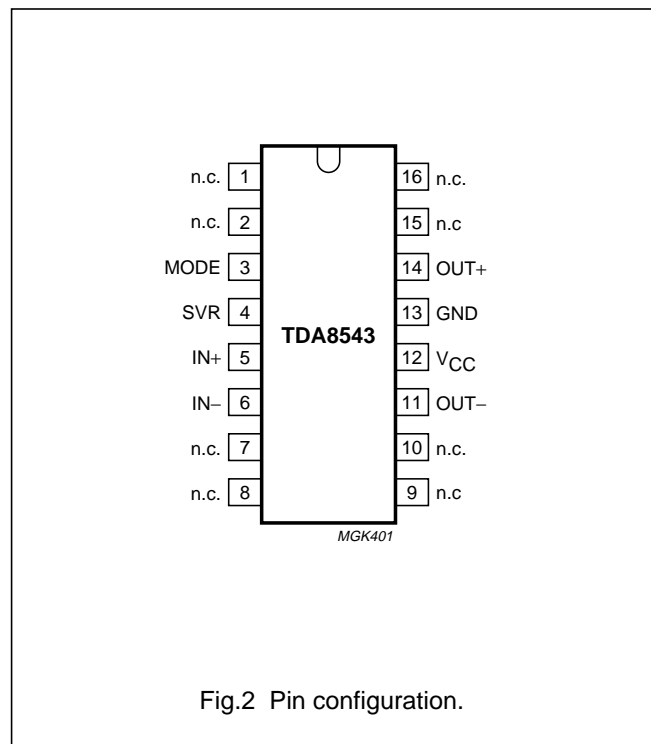 n.c. 1 16 n.c.
n.c. 2 15 n.c
MODE 3 14 OUT+
SVR 4 13 GND
TDA8543
IN+ 5 12 VCC
IN− 6 11 OUT−
n.c. 7 10 n.c.
n.c. 8 9 n.c
MGK401
Fig.2 Pin configuration.